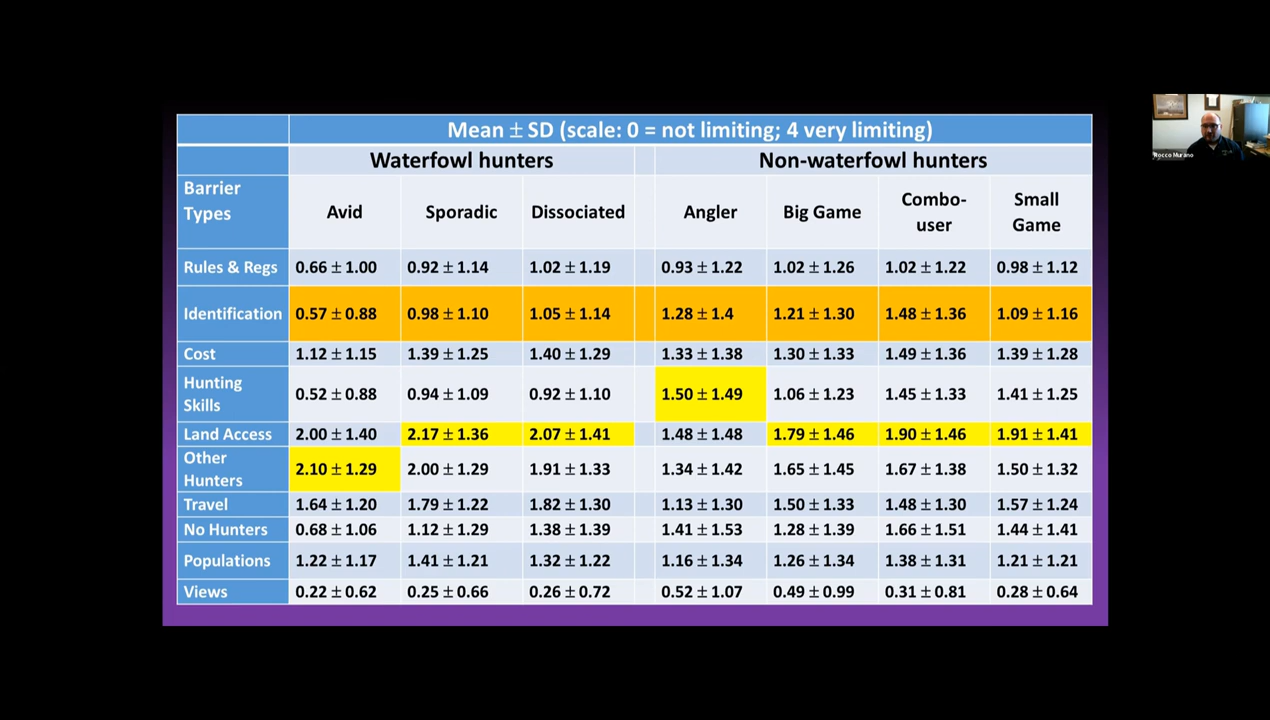 Mean ± SD (scale: 0 = not limiting; 4 very limiting)
Waterfowl hunters Non-waterfowl hunters
Barrier Types Avid Sporadic Dissociated Angler Big Game Combo-user Small Game
Rules & Regs 0.66 ± 1.00 0.92 ± 1.14 1.02 ± 1.19 0.93 ± 1.22 1.02 ± 1.26 1.02 ± 1.22 0.98 ± 1.12
Identification 0.57 ± 0.88 0.98 ± 1.10 1.05 ± 1.14 1.28 ± 1.4 1.21 ± 1.30 1.48 ± 1.36 1.09 ± 1.16
Cost 1.12 ± 1.15 1.39 ± 1.25 1.40 ± 1.29 1.33 ± 1.38 1.30 ± 1.33 1.49 ± 1.36 1.39 ± 1.28
Hunting Skills 0.52 ± 0.88 0.94 ± 1.09 0.92 ± 1.10 1.50 ± 1.49 1.06 ± 1.23 1.45 ± 1.33 1.41 ± 1.25
Land Access 2.00 ± 1.40 2.17 ± 1.36 2.07 ± 1.41 1.48 ± 1.48 1.79 ± 1.46 1.90 ± 1.46 1.91 ± 1.41
Other Hunters 2.10 ± 1.29 2.00 ± 1.29 1.91 ± 1.33 1.34 ± 1.42 1.65 ± 1.45 1.67 ± 1.38 1.50 ± 1.32
Travel 1.64 ± 1.20 1.79 ± 1.22 1.82 ± 1.30 1.13 ± 1.30 1.50 ± 1.33 1.48 ± 1.30 1.57 ± 1.24
No Hunters 0.68 ± 1.06 1.12 ± 1.29 1.38 ± 1.39 1.41 ± 1.53 1.28 ± 1.39 1.66 ± 1.51 1.44 ± 1.41
Populations 1.22 ± 1.17 1.41 ± 1.21 1.32 ± 1.22 1.16 ± 1.34 1.26 ± 1.34 1.38 ± 1.31 1.21 ± 1.21
Views 0.22 ± 0.62 0.25 ± 0.66 0.26 ± 0.72 0.52 ± 1.07 0.49 ± 0.99 0.31 ± 0.81 0.28 ± 0.64
Rocco Murano